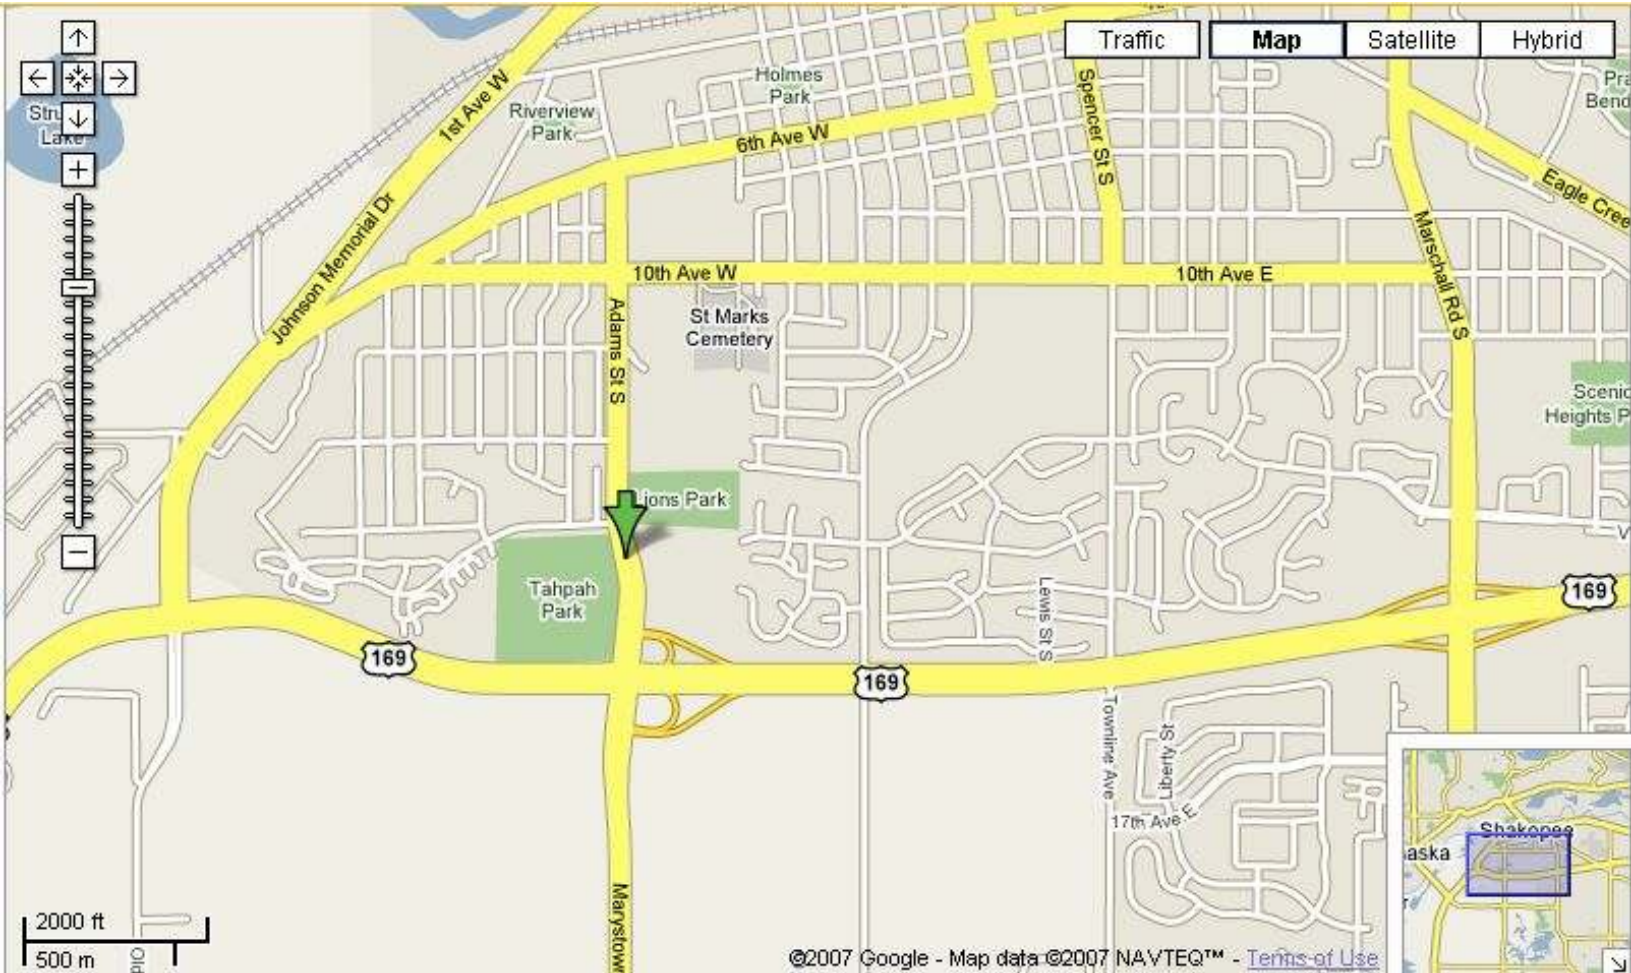 Traffic
Map
Satellite
Hybrid
Holmes
Park
Riverview
Park
Lake
1st Ave W
6th Ave W
Spencer St S
Eagle Cree
Johnson Memorial Dr
10th Ave W
10th Ave E
Marschall Rd S
Adams St S
St Marks
Cemetery
Scenic
Heights P
Lions Park
Tahpah
Park
Lewis St S
169
169
169
Townline Ave
Liberty St
17th Ave E
Shakopee
aska
Marystown
2000 ft
500 m
©2007 Google - Map data ©2007 NAVTEQ™ - Terms of Use